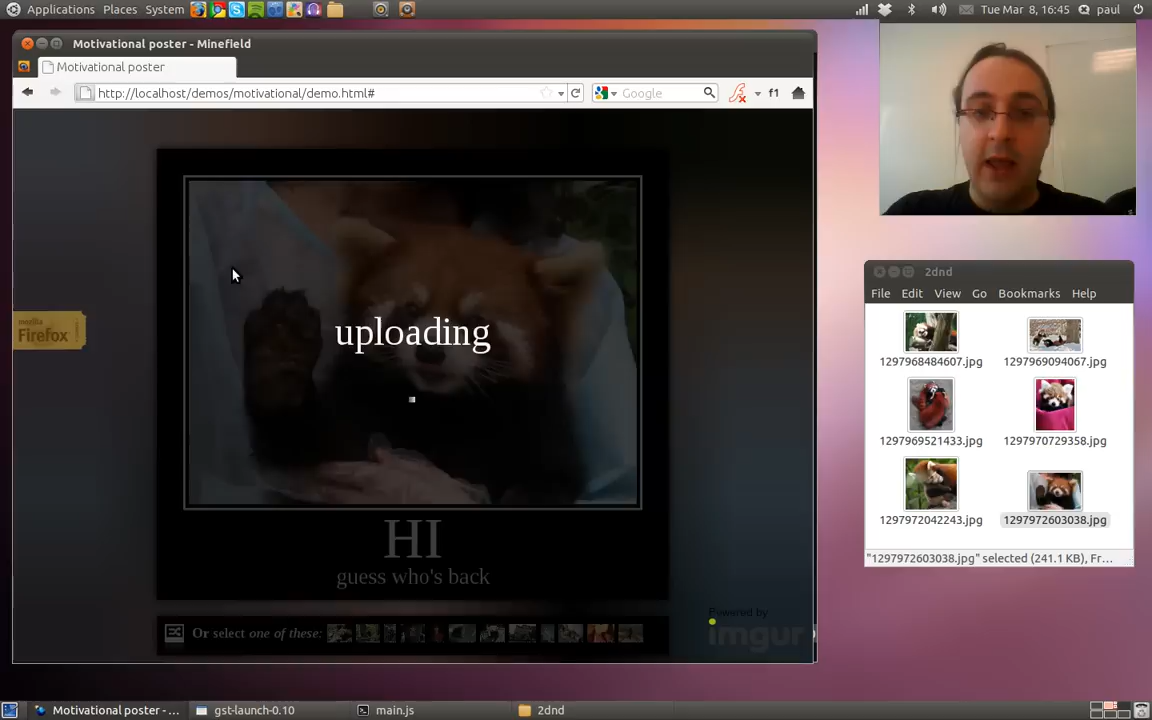 Applications Places System
Tue Mar 8, 16:45 paul
Motivational poster - Minefield
Motivational poster
http://localhost/demos/motivational/demo.html#
Google
f1
mozilla
Firefox
uploading
HI
guess who's back
Or select one of these:
Powered by
imgur
2dnd
File Edit View Go Bookmarks Help
1297968484607.jpg 1297969094067.jpg
1297969521433.jpg 1297970729358.jpg
1297972042243.jpg 1297972603038.jpg
"1297972603038.jpg" selected (241.1 KB), Fr...
Motivational poster - ... gst-launch-0.10 main.js 2dnd